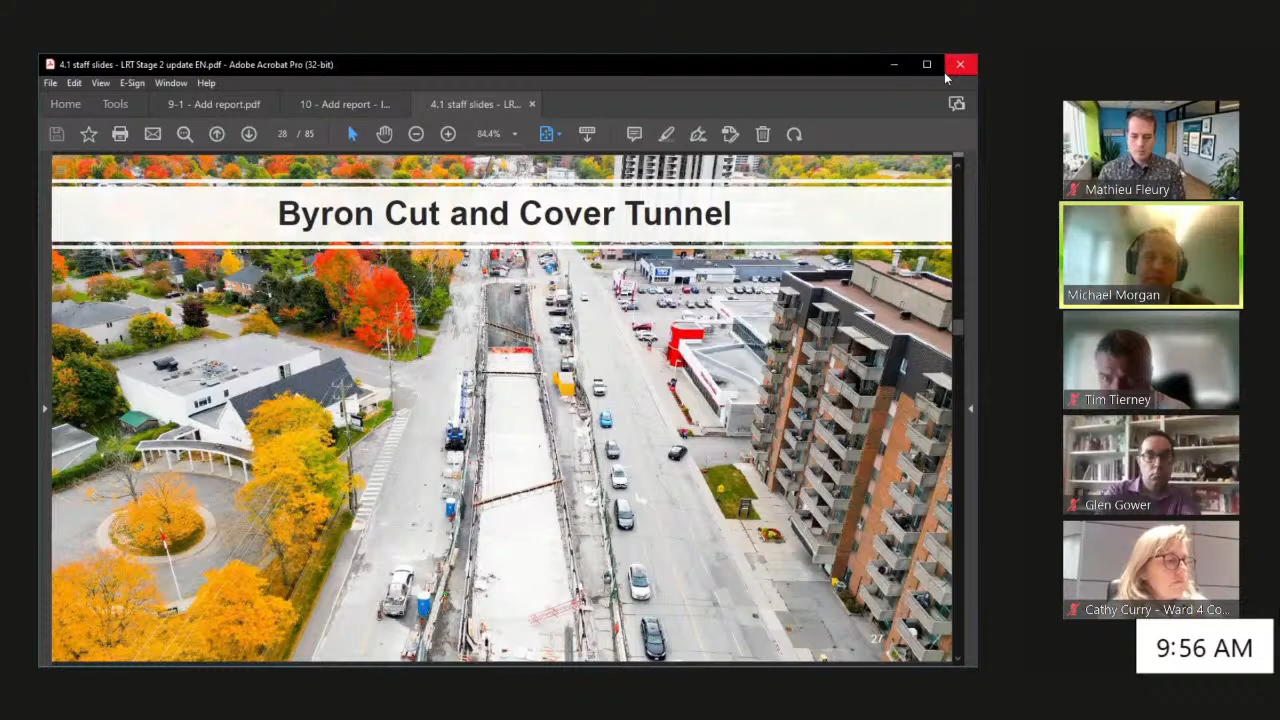 4.1 staff slides - LRT Stage 2 update EN.pdf - Adobe Acrobat Pro (32-bit)
File Edit View E-Sign Window Help
Home Tools 9-1 - Add report.pdf 10 - Add report - I... 4.1 staff slides - LR...
28 / 85 84.4%
Byron Cut and Cover Tunnel
27
Mathieu Fleury
Michael Morgan
Tim Tierney
Glen Gower
Cathy Curry - Ward 4 Co...
9:56 AM